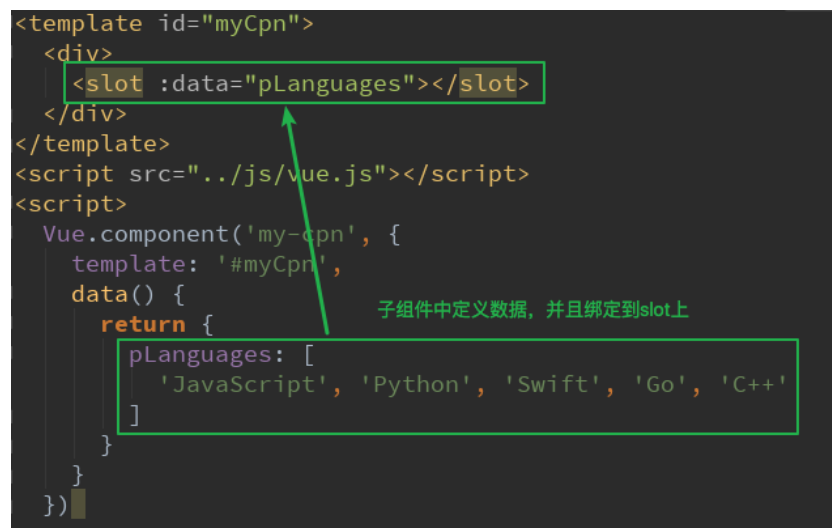 <template id="myCpn">
  <div>
    <slot :data="pLanguages"></slot>
  </div>
</template>
<script src="../js/vue.js"></script>
<script>
  Vue.component('my-cpn', {
    template: '#myCpn',
    data() {
子组件中定义数据，并且绑定到slot上
      return {
        pLanguages: [
          'JavaScript', 'Python', 'Swift', 'Go', 'C++'
        ]
      }
    }
  })